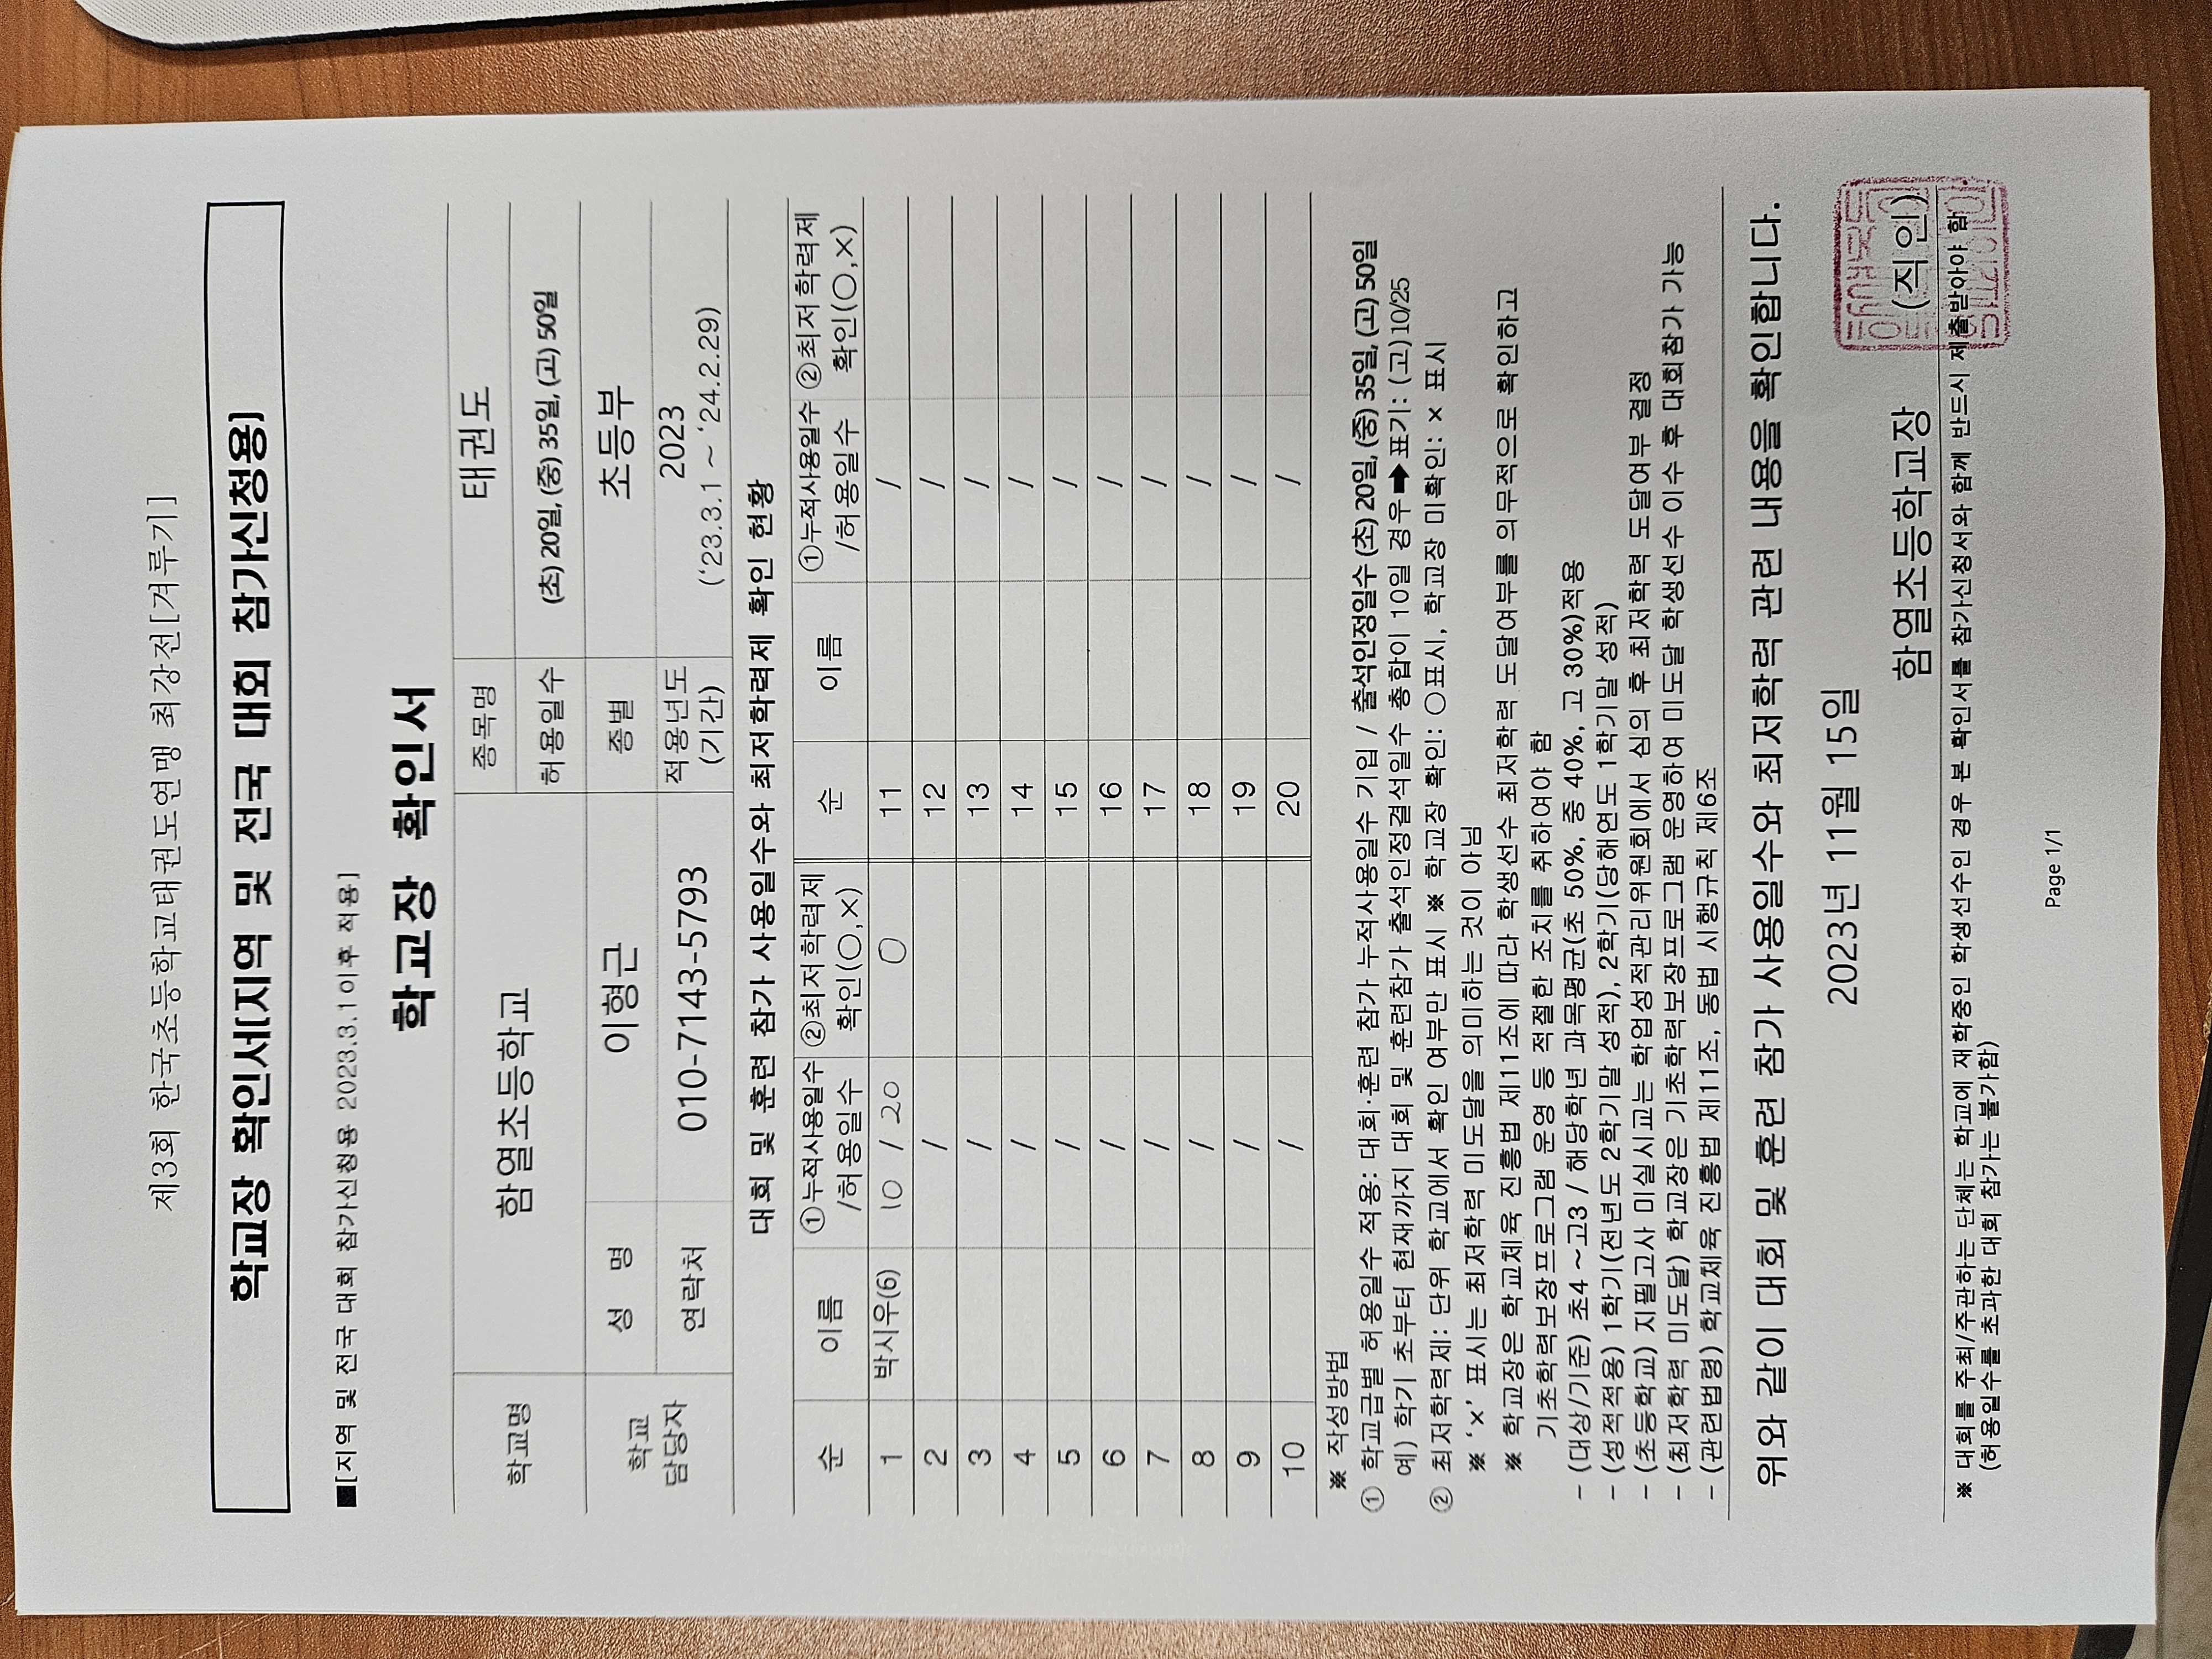 제3회 한국초등학교태권도연맹 최강전[겨루기]
학교장 확인서[지역 및 전국 대회 참가신청용]
■[지역 및 전국 대회 참가신청용 2023.3.1이후 적용]
학교장 확인서
학교명 함열초등학교 종목명 태권도
허용일수 (초) 20일, (중) 35일, (고) 50일
학교 담당자 성 명 이형근 종별 초등부
연락처 010-7143-5793 적용년도 (기간) 2023 ('23.3.1 ~ '24.2.29)
대회 및 훈련 참가 사용일수와 최저학력제 확인 현황
순 이름 ①누적사용일수 /허용일수 ②최저학력제 확인(○,×) 순 이름 ①누적사용일수 /허용일수 ②최저학력제 확인(○,×)
1 박시우(6) 10 / 20 O 11 /
2 / 12 /
3 / 13 /
4 / 14 /
5 / 15 /
6 / 16 /
7 / 17 /
8 / 18 /
9 / 19 /
10 / 20 /
※ 작성방법
① 학교급별 허용일수 적용: 대회·훈련 참가 누적사용일수 기입 / 출석인정일수 (초) 20일, (중) 35일, (고) 50일
예) 학기 초부터 현재까지 대회 및 훈련참가 출석인정결석일수 총합이 10일 경우➡표기: (고) 10/25
② 최저학력제: 단위 학교에서 확인 여부만 표시 ※ 학교장 확인: ○표시, 학교장 미확인: × 표시
※ '×' 표시는 최저학력 미도달을 의미하는 것이 아님
※ 학교장은 학교체육 진흥법 제11조에 따라 학생선수 최저학력 도달여부를 의무적으로 확인하고
기초학력보장프로그램 운영 등 적절한 조치를 취하여야 함
- (대상/기준) 초4 ~고3 / 해당학년 과목평균(초 50%, 중 40%, 고 30%)적용
- (성적적용) 1학기(전년도 2학기말 성적), 2학기(당해연도 1학기말 성적)
- (초등학교) 지필고사 미실시교는 학업성적관리위원회에서 심의 후 최저학력 도달여부 결정
- (최저학력 미도달) 학교장은 기초학력보장프로그램 운영하여 미도달 학생선수 이수 후 대회참가 가능
- (관련법령) 학교체육 진흥법 제11조, 동법 시행규칙 제6조
위와 같이 대회 및 훈련 참가 사용일수와 최저학력 관련 내용을 확인합니다.
2023년 11월 15일
함열초등학교장 (직인)
※ 대회를 주최/주관하는 단체는 학교에 재학중인 학생선수인 경우 본 확인서를 참가신청서와 함께 반드시 제출받아야 함
(허용일수를 초과한 대회 참가는 불가함)
Page 1/1